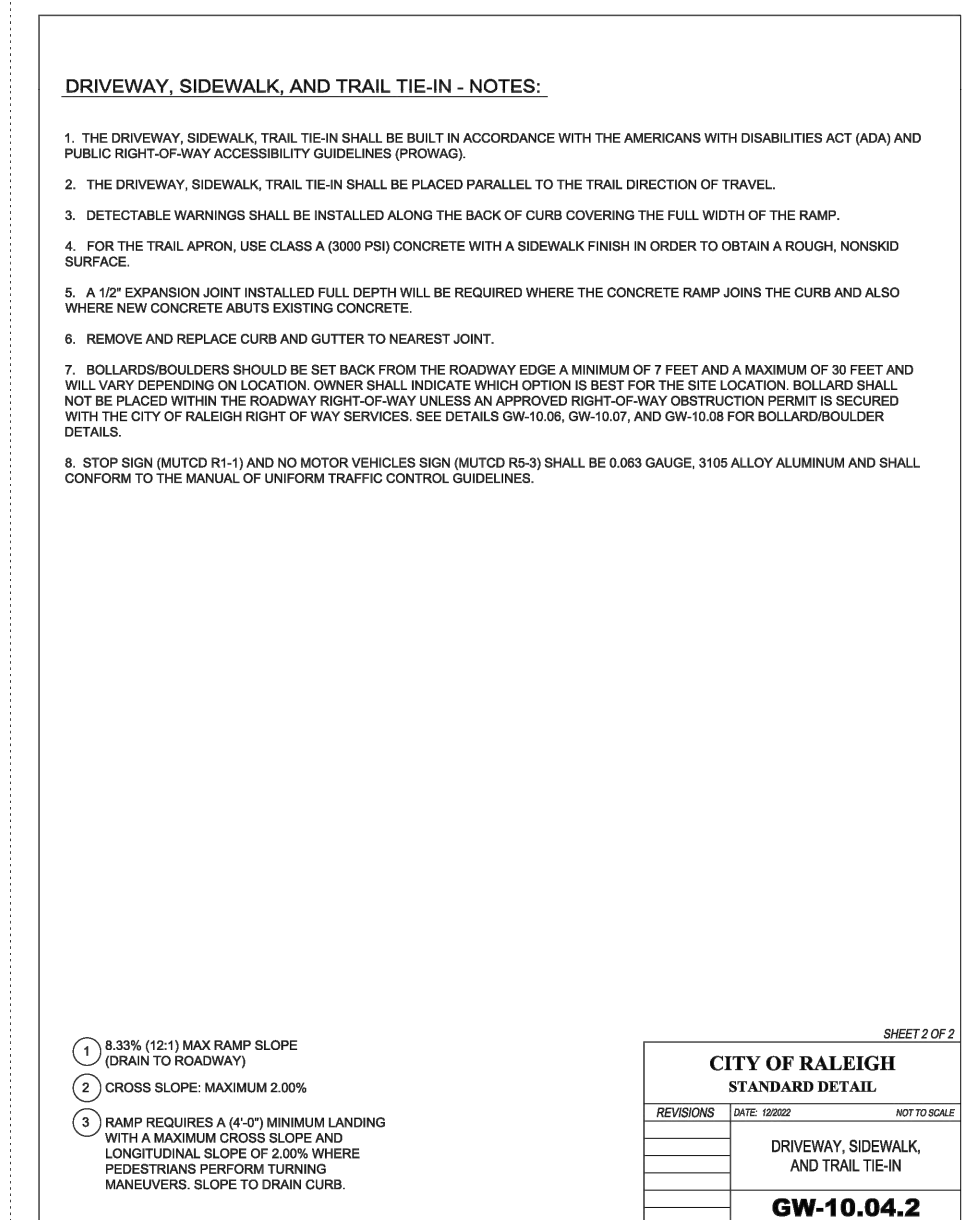 DRIVEWAY, SIDEWALK, AND TRAIL TIE-IN - NOTES:
1. THE DRIVEWAY, SIDEWALK, TRAIL TIE-IN SHALL BE BUILT IN ACCORDANCE WITH THE AMERICANS WITH DISABILITIES ACT (ADA) AND
PUBLIC RIGHT-OF-WAY ACCESSIBILITY GUIDELINES (PROWAG).
2. THE DRIVEWAY, SIDEWALK, TRAIL TIE-IN SHALL BE PLACED PARALLEL TO THE TRAIL DIRECTION OF TRAVEL.
3. DETECTABLE WARNINGS SHALL BE INSTALLED ALONG THE BACK OF CURB COVERING THE FULL WIDTH OF THE RAMP.
4. FOR THE TRAIL APRON, USE CLASS A (3000 PSI) CONCRETE WITH A SIDEWALK FINISH IN ORDER TO OBTAIN A ROUGH, NONSKID
SURFACE.
5. A 1/2" EXPANSION JOINT INSTALLED FULL DEPTH WILL BE REQUIRED WHERE THE CONCRETE RAMP JOINS THE CURB AND ALSO
WHERE NEW CONCRETE ABUTS EXISTING CONCRETE.
6. REMOVE AND REPLACE CURB AND GUTTER TO NEAREST JOINT.
7. BOLLARDS/BOULDERS SHOULD BE SET BACK FROM THE ROADWAY EDGE A MINIMUM OF 7 FEET AND A MAXIMUM OF 30 FEET AND
WILL VARY DEPENDING ON LOCATION. OWNER SHALL INDICATE WHICH OPTION IS BEST FOR THE SITE LOCATION. BOLLARD SHALL
NOT BE PLACED WITHIN THE ROADWAY RIGHT-OF-WAY UNLESS AN APPROVED RIGHT-OF-WAY OBSTRUCTION PERMIT IS SECURED
WITH THE CITY OF RALEIGH RIGHT OF WAY SERVICES. SEE DETAILS GW-10.06, GW-10.07, AND GW-10.08 FOR BOLLARD/BOULDER
DETAILS.
8. STOP SIGN (MUTCD R1-1) AND NO MOTOR VEHICLES SIGN (MUTCD R5-3) SHALL BE 0.063 GAUGE, 3105 ALLOY ALUMINUM AND SHALL
CONFORM TO THE MANUAL OF UNIFORM TRAFFIC CONTROL GUIDELINES.
1 8.33% (12:1) MAX RAMP SLOPE
(DRAIN TO ROADWAY)
2 CROSS SLOPE: MAXIMUM 2.00%
3 RAMP REQUIRES A (4'-0") MINIMUM LANDING
WITH A MAXIMUM CROSS SLOPE AND
LONGITUDINAL SLOPE OF 2.00% WHERE
PEDESTRIANS PERFORM TURNING
MANEUVERS. SLOPE TO DRAIN CURB.
SHEET 2 OF 2
CITY OF RALEIGH
STANDARD DETAIL
REVISIONS DATE: 12/2022 NOT TO SCALE
DRIVEWAY, SIDEWALK,
AND TRAIL TIE-IN
GW-10.04.2